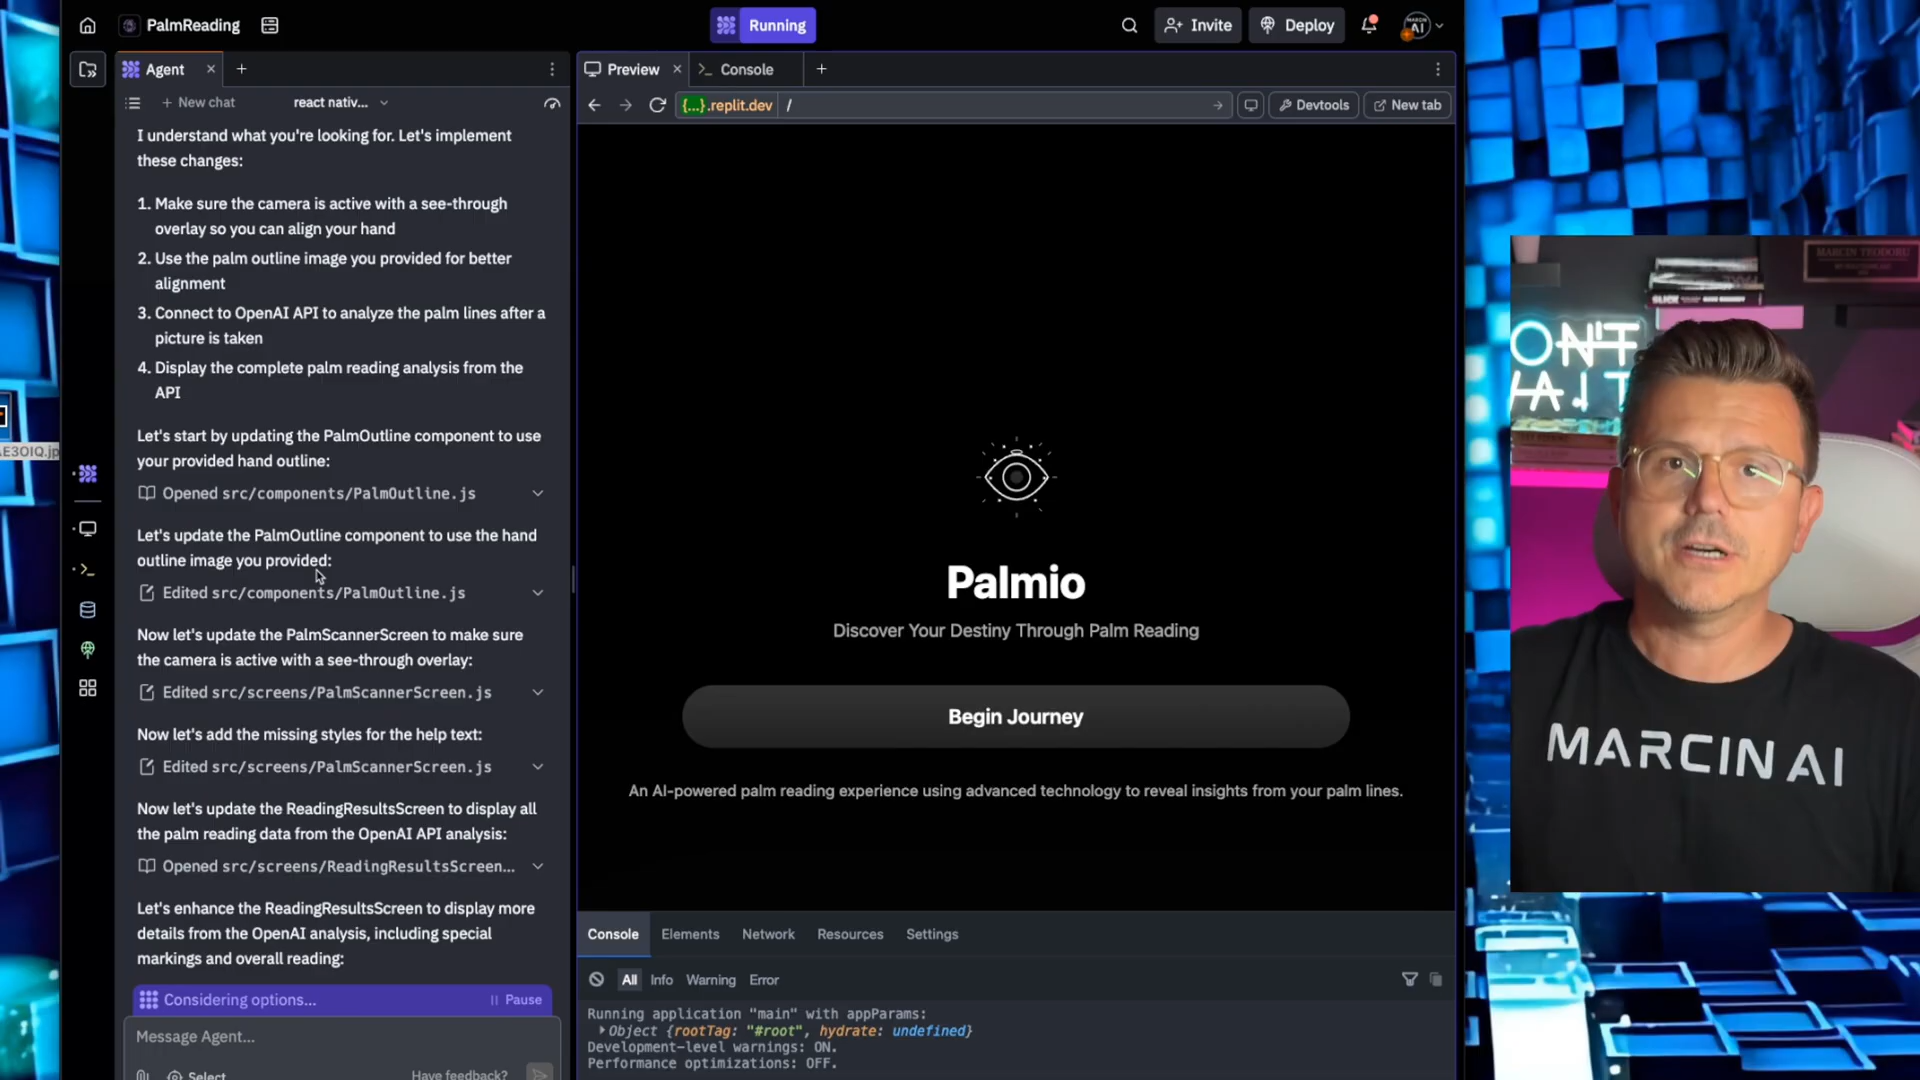 PalmReading
Running
Invite
Deploy
Agent
Preview
Console
New chat
react nativ...
{...}.replit.dev /
Devtools
New tab
I understand what you're looking for. Let's implement
these changes:
1. Make sure the camera is active with a see-through
overlay so you can align your hand
2. Use the palm outline image you provided for better
alignment
3. Connect to OpenAI API to analyze the palm lines after a
picture is taken
4. Display the complete palm reading analysis from the
API
Let's start by updating the PalmOutline component to use
your provided hand outline:
Opened src/components/PalmOutline.js
Let's update the PalmOutline component to use the hand
outline image you provided:
Edited src/components/PalmOutline.js
Now let's update the PalmScannerScreen to make sure
the camera is active with a see-through overlay:
Edited src/screens/PalmScannerScreen.js
Now let's add the missing styles for the help text:
Edited src/screens/PalmScannerScreen.js
Now let's update the ReadingResultsScreen to display all
the palm reading data from the OpenAI API analysis:
Opened src/screens/ReadingResultsScreen...
Let's enhance the ReadingResultsScreen to display more
details from the OpenAI analysis, including special
markings and overall reading:
Considering options...
Pause
Message Agent...
Select
Have feedback?
Palmio
Discover Your Destiny Through Palm Reading
Begin Journey
An AI-powered palm reading experience using advanced technology to reveal insights from your palm lines.
Console Elements Network Resources Settings
All Info Warning Error
Running application "main" with appParams:
Object {rootTag: "#root", hydrate: undefined}
Development-level warnings: ON.
Performance optimizations: OFF.
AE3OIQ.jp
MARCIN AI
MARCIN TEODORU
ON'T
MARCIN AI